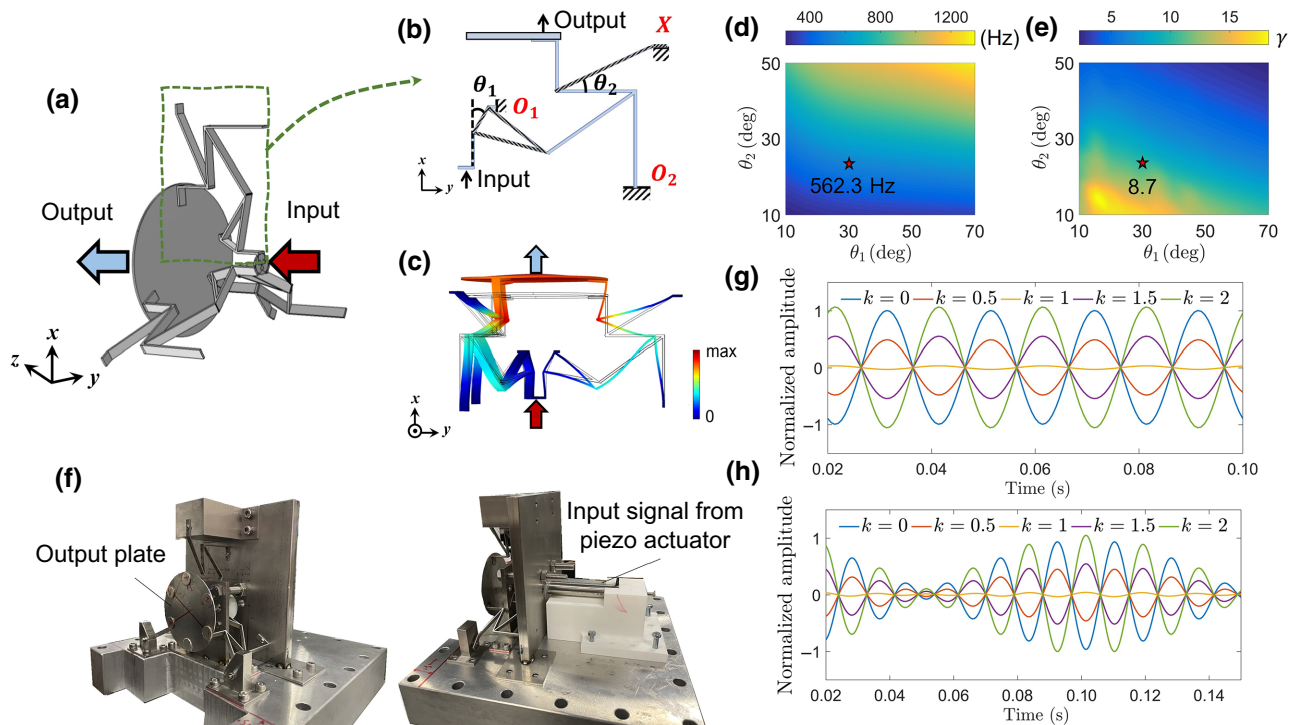 (a)
Output
Input
x
z
y
(b)
Output
X
θ1
θ2
O1
O2
x
y
Input
(c)
max
0
x
y
(d)
400 800 1200
(Hz)
50
30
10
θ2 (deg)
562.3 Hz
10 30 50 70
θ1 (deg)
(e)
5 10 15
γ
50
30
10
θ2 (deg)
8.7
10 30 50 70
θ1 (deg)
(f)
Output plate
Input signal from
piezo actuator
(g)
k = 0 k = 0.5 k = 1 k = 1.5 k = 2
Normalized amplitude
1
0
−1
0.02 0.04 0.06 0.08 0.10
Time (s)
(h)
k = 0 k = 0.5 k = 1 k = 1.5 k = 2
Normalized amplitude
1
0
−1
0.02 0.04 0.06 0.08 0.10 0.12 0.14
Time (s)